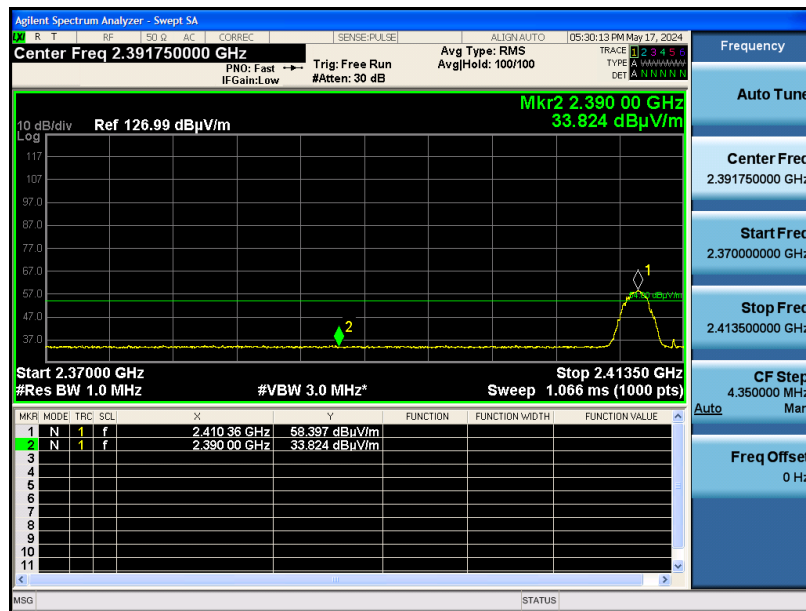 Agilent Spectrum Analyzer - Swept SA
LXI R T RF 50 Ω AC CORREC SENSE:PULSE ALIGN AUTO 05:30:13 PM May 17, 2024
Center Freq 2.391750000 GHz
PNO: Fast
IFGain:Low
Trig: Free Run
#Atten: 30 dB
Avg Type: RMS
Avg|Hold: 100/100
TRACE 1 2 3 4 5 6
TYPE A WWWWW
DET A N N N N N
Mkr2 2.390 00 GHz
33.824 dBµV/m
10 dB/div Ref 126.99 dBµV/m
Log
117
107
97.0
87.0
77.0
67.0
57.0
47.0
37.0
1
2
Start 2.37000 GHz Stop 2.41350 GHz
#Res BW 1.0 MHz #VBW 3.0 MHz* Sweep 1.066 ms (1000 pts)
MKR MODE TRC SCL X Y FUNCTION FUNCTION WIDTH FUNCTION VALUE
1 N 1 f 2.410 36 GHz 58.397 dBµV/m
2 N 1 f 2.390 00 GHz 33.824 dBµV/m
3
4
5
6
7
8
9
10
11
MSG STATUS
Frequency
Auto Tune
Center Freq
2.391750000 GHz
Start Freq
2.370000000 GHz
Stop Freq
2.413500000 GHz
CF Step
4.350000 MHz
Auto Man
Freq Offset
0 Hz